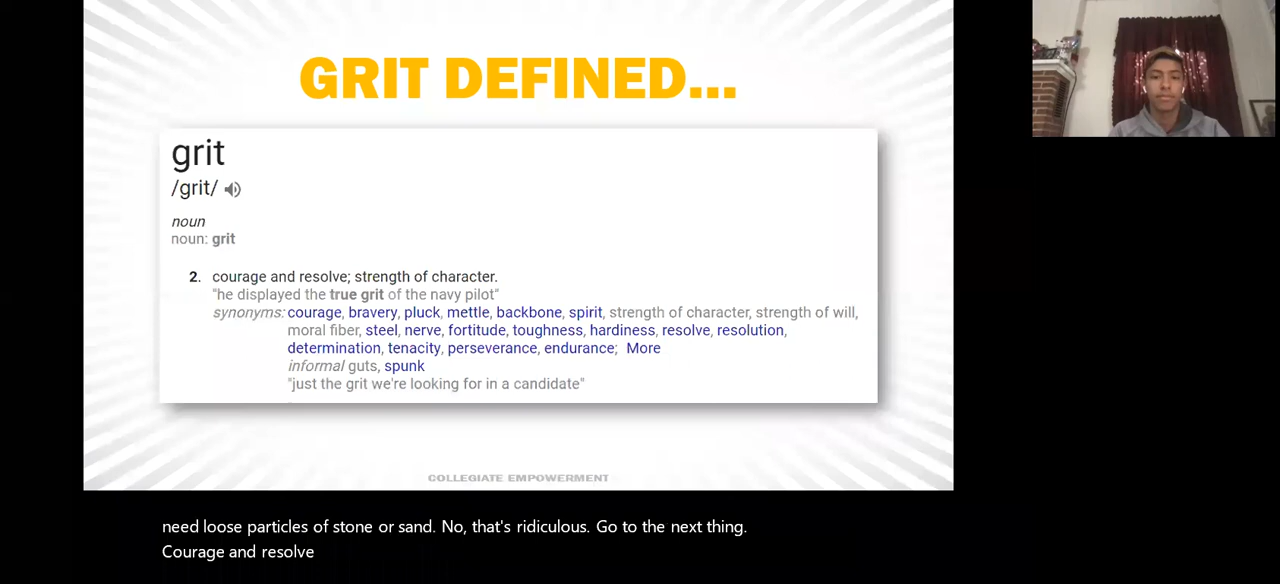 GRIT DEFINED...
grit
/grit/
noun
noun: grit
2. courage and resolve; strength of character.
"he displayed the true grit of the navy pilot"
synonyms: courage, bravery, pluck, mettle, backbone, spirit, strength of character, strength of will,
moral fiber, steel, nerve, fortitude, toughness, hardiness, resolve, resolution,
determination, tenacity, perseverance, endurance; More
informal guts, spunk
"just the grit we're looking for in a candidate"
COLLEGIATE EMPOWERMENT
need loose particles of stone or sand. No, that's ridiculous. Go to the next thing.
Courage and resolve